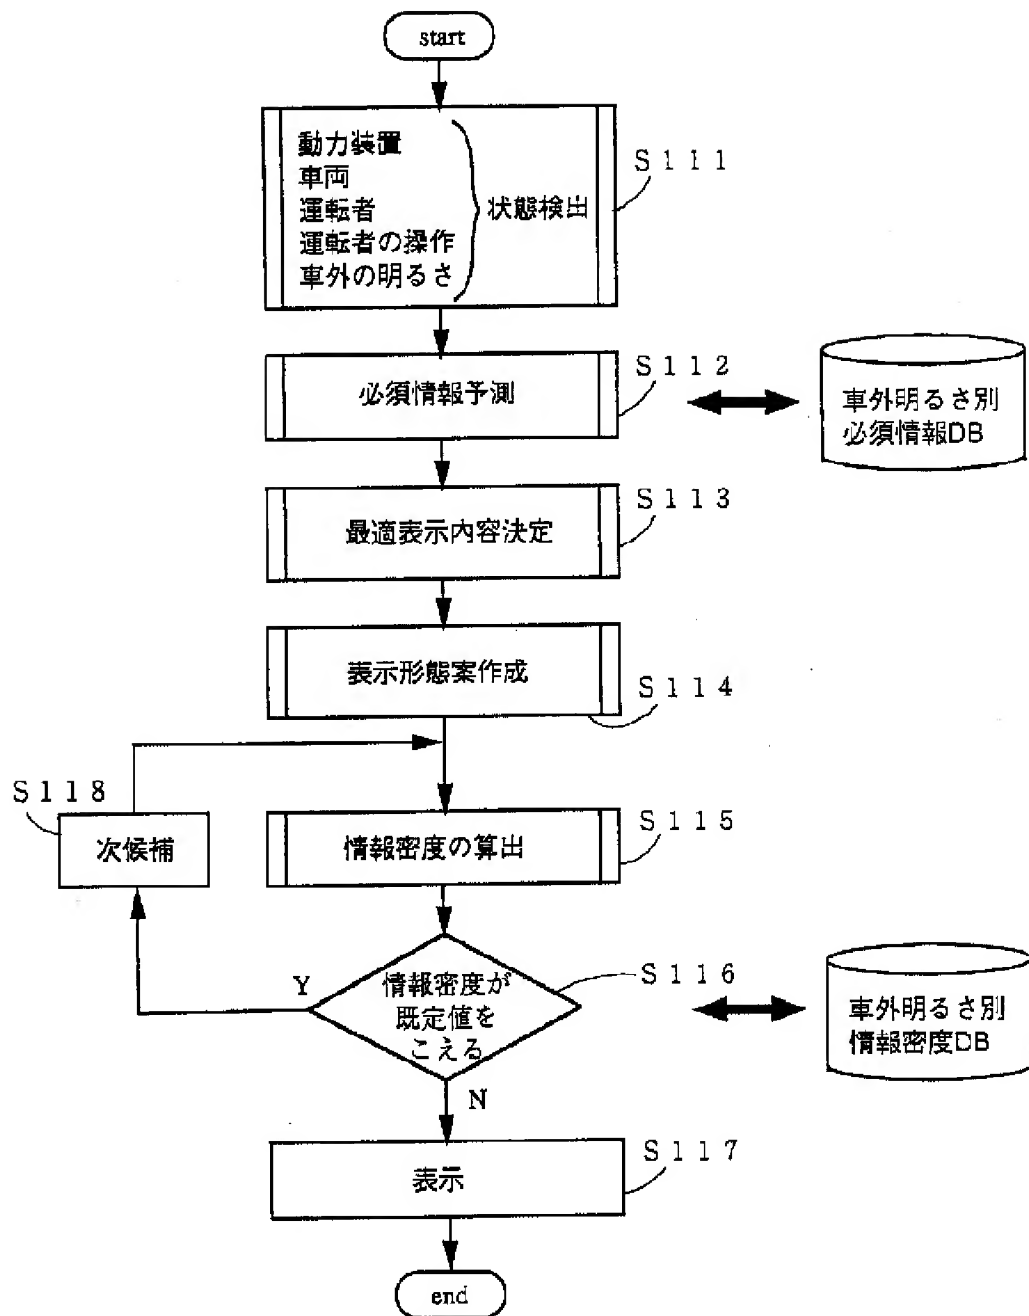 start
動力装置
車両
運転者
運転者の操作
車外の明るさ
状態検出
S111
必須情報予測
S112
車外明るさ別
必須情報DB
最適表示内容決定
S113
表示形態案作成
S114
S118
次候補
情報密度の算出
S115
Y
情報密度が
既定値を
こえる
S116
車外明るさ別
情報密度DB
N
表示
S117
end